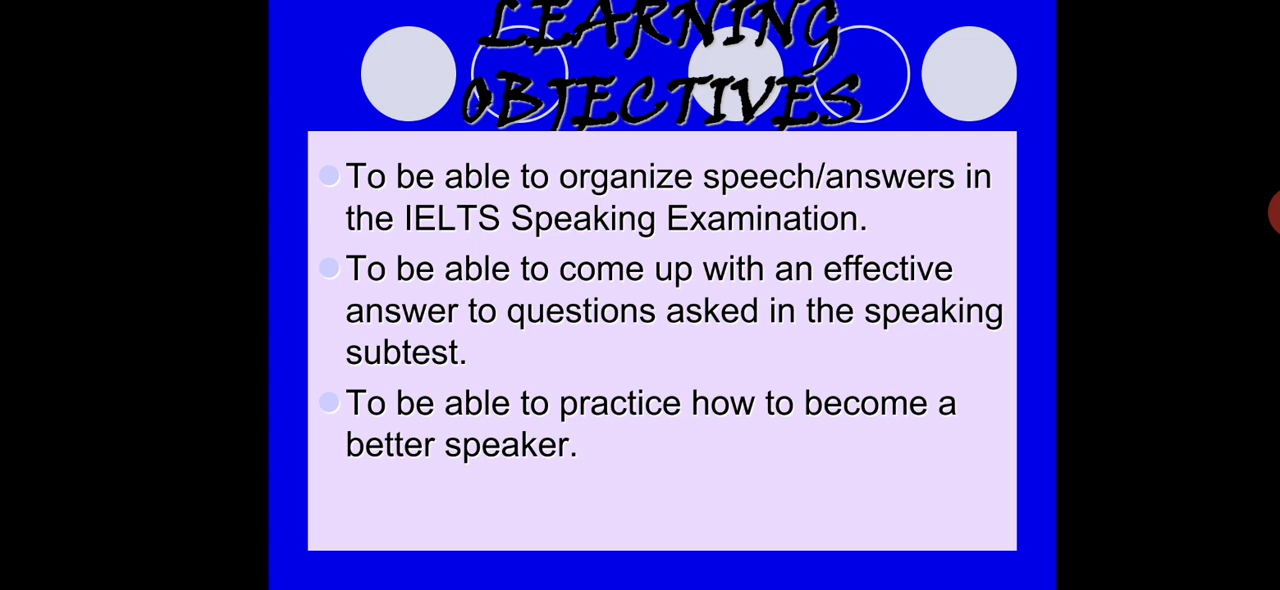 LEARNING
OBJECTIVES
To be able to organize speech/answers in
the IELTS Speaking Examination.
To be able to come up with an effective
answer to questions asked in the speaking
subtest.
To be able to practice how to become a
better speaker.